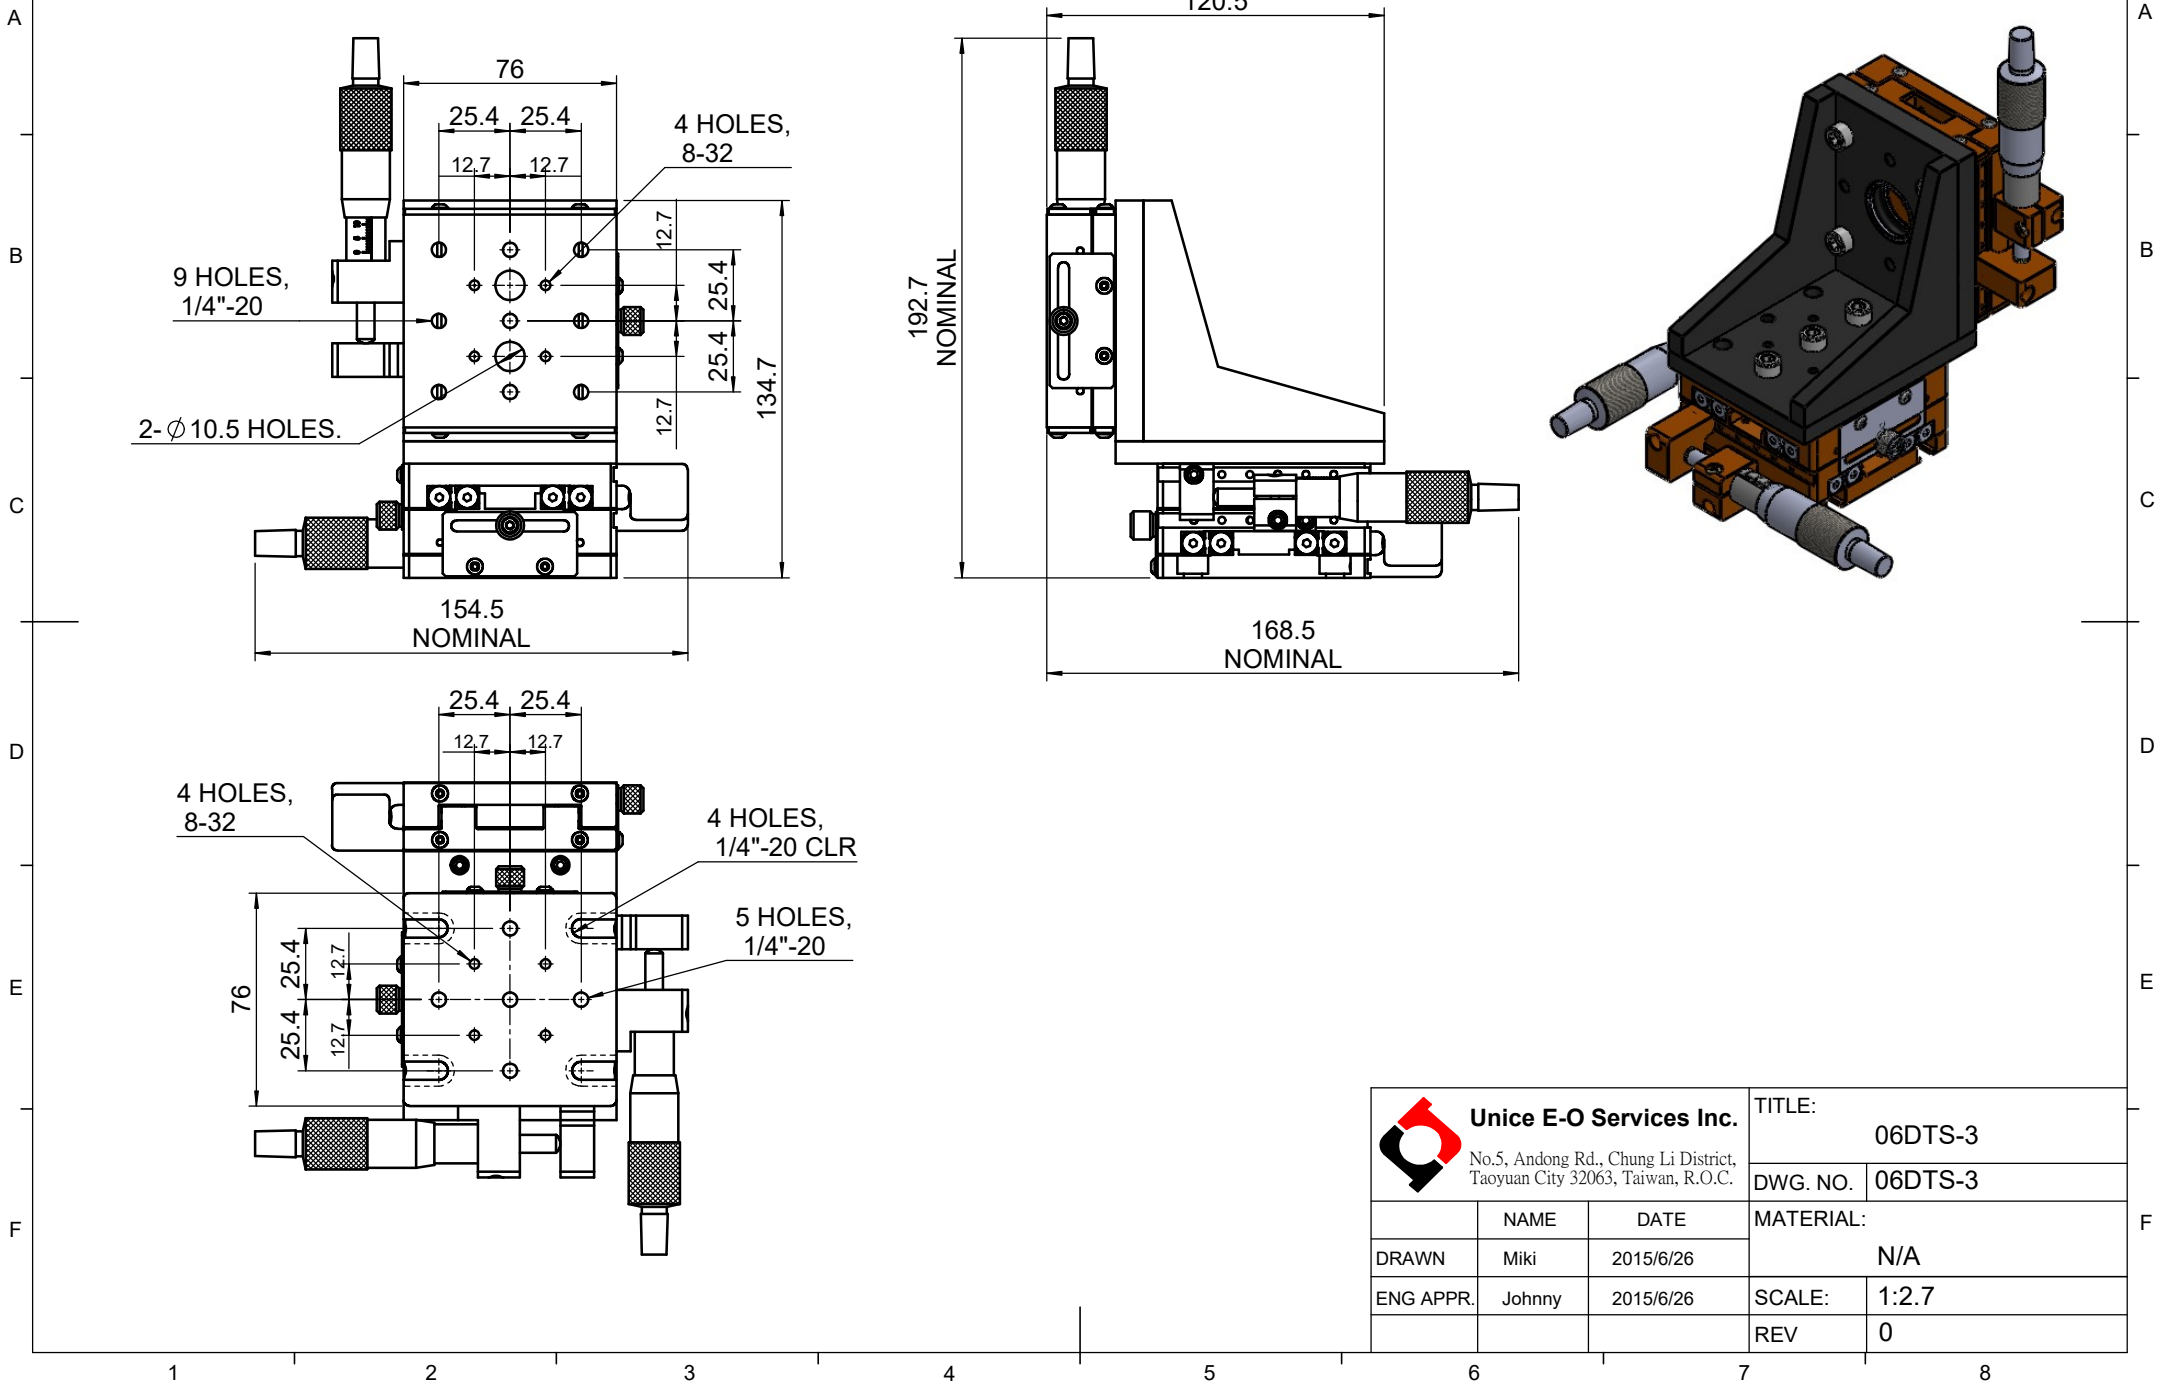 A
A
120.5
76
25.4
25.4
12.7
12.7
4 HOLES,
8-32
12.7
25.4
25.4
12.7
134.7
B
B
9 HOLES,
1/4"-20
2-∅10.5 HOLES.
192.7
NOMINAL
C
C
154.5
NOMINAL
168.5
NOMINAL
25.4
25.4
12.7
12.7
D
D
4 HOLES,
8-32
4 HOLES,
1/4"-20 CLR
5 HOLES,
1/4"-20
76
25.4
25.4
12.7
12.7
E
E
Unice E-O Services Inc.
No.5, Andong Rd., Chung Li District,
Taoyuan City 32063, Taiwan, R.O.C.
TITLE:
06DTS-3
DWG. NO.
06DTS-3
NAME
DATE
MATERIAL:
N/A
DRAWN
Miki
2015/6/26
ENG APPR.
Johnny
2015/6/26
SCALE:
1:2.7
REV
0
F
F
1
2
3
4
5
6
7
8